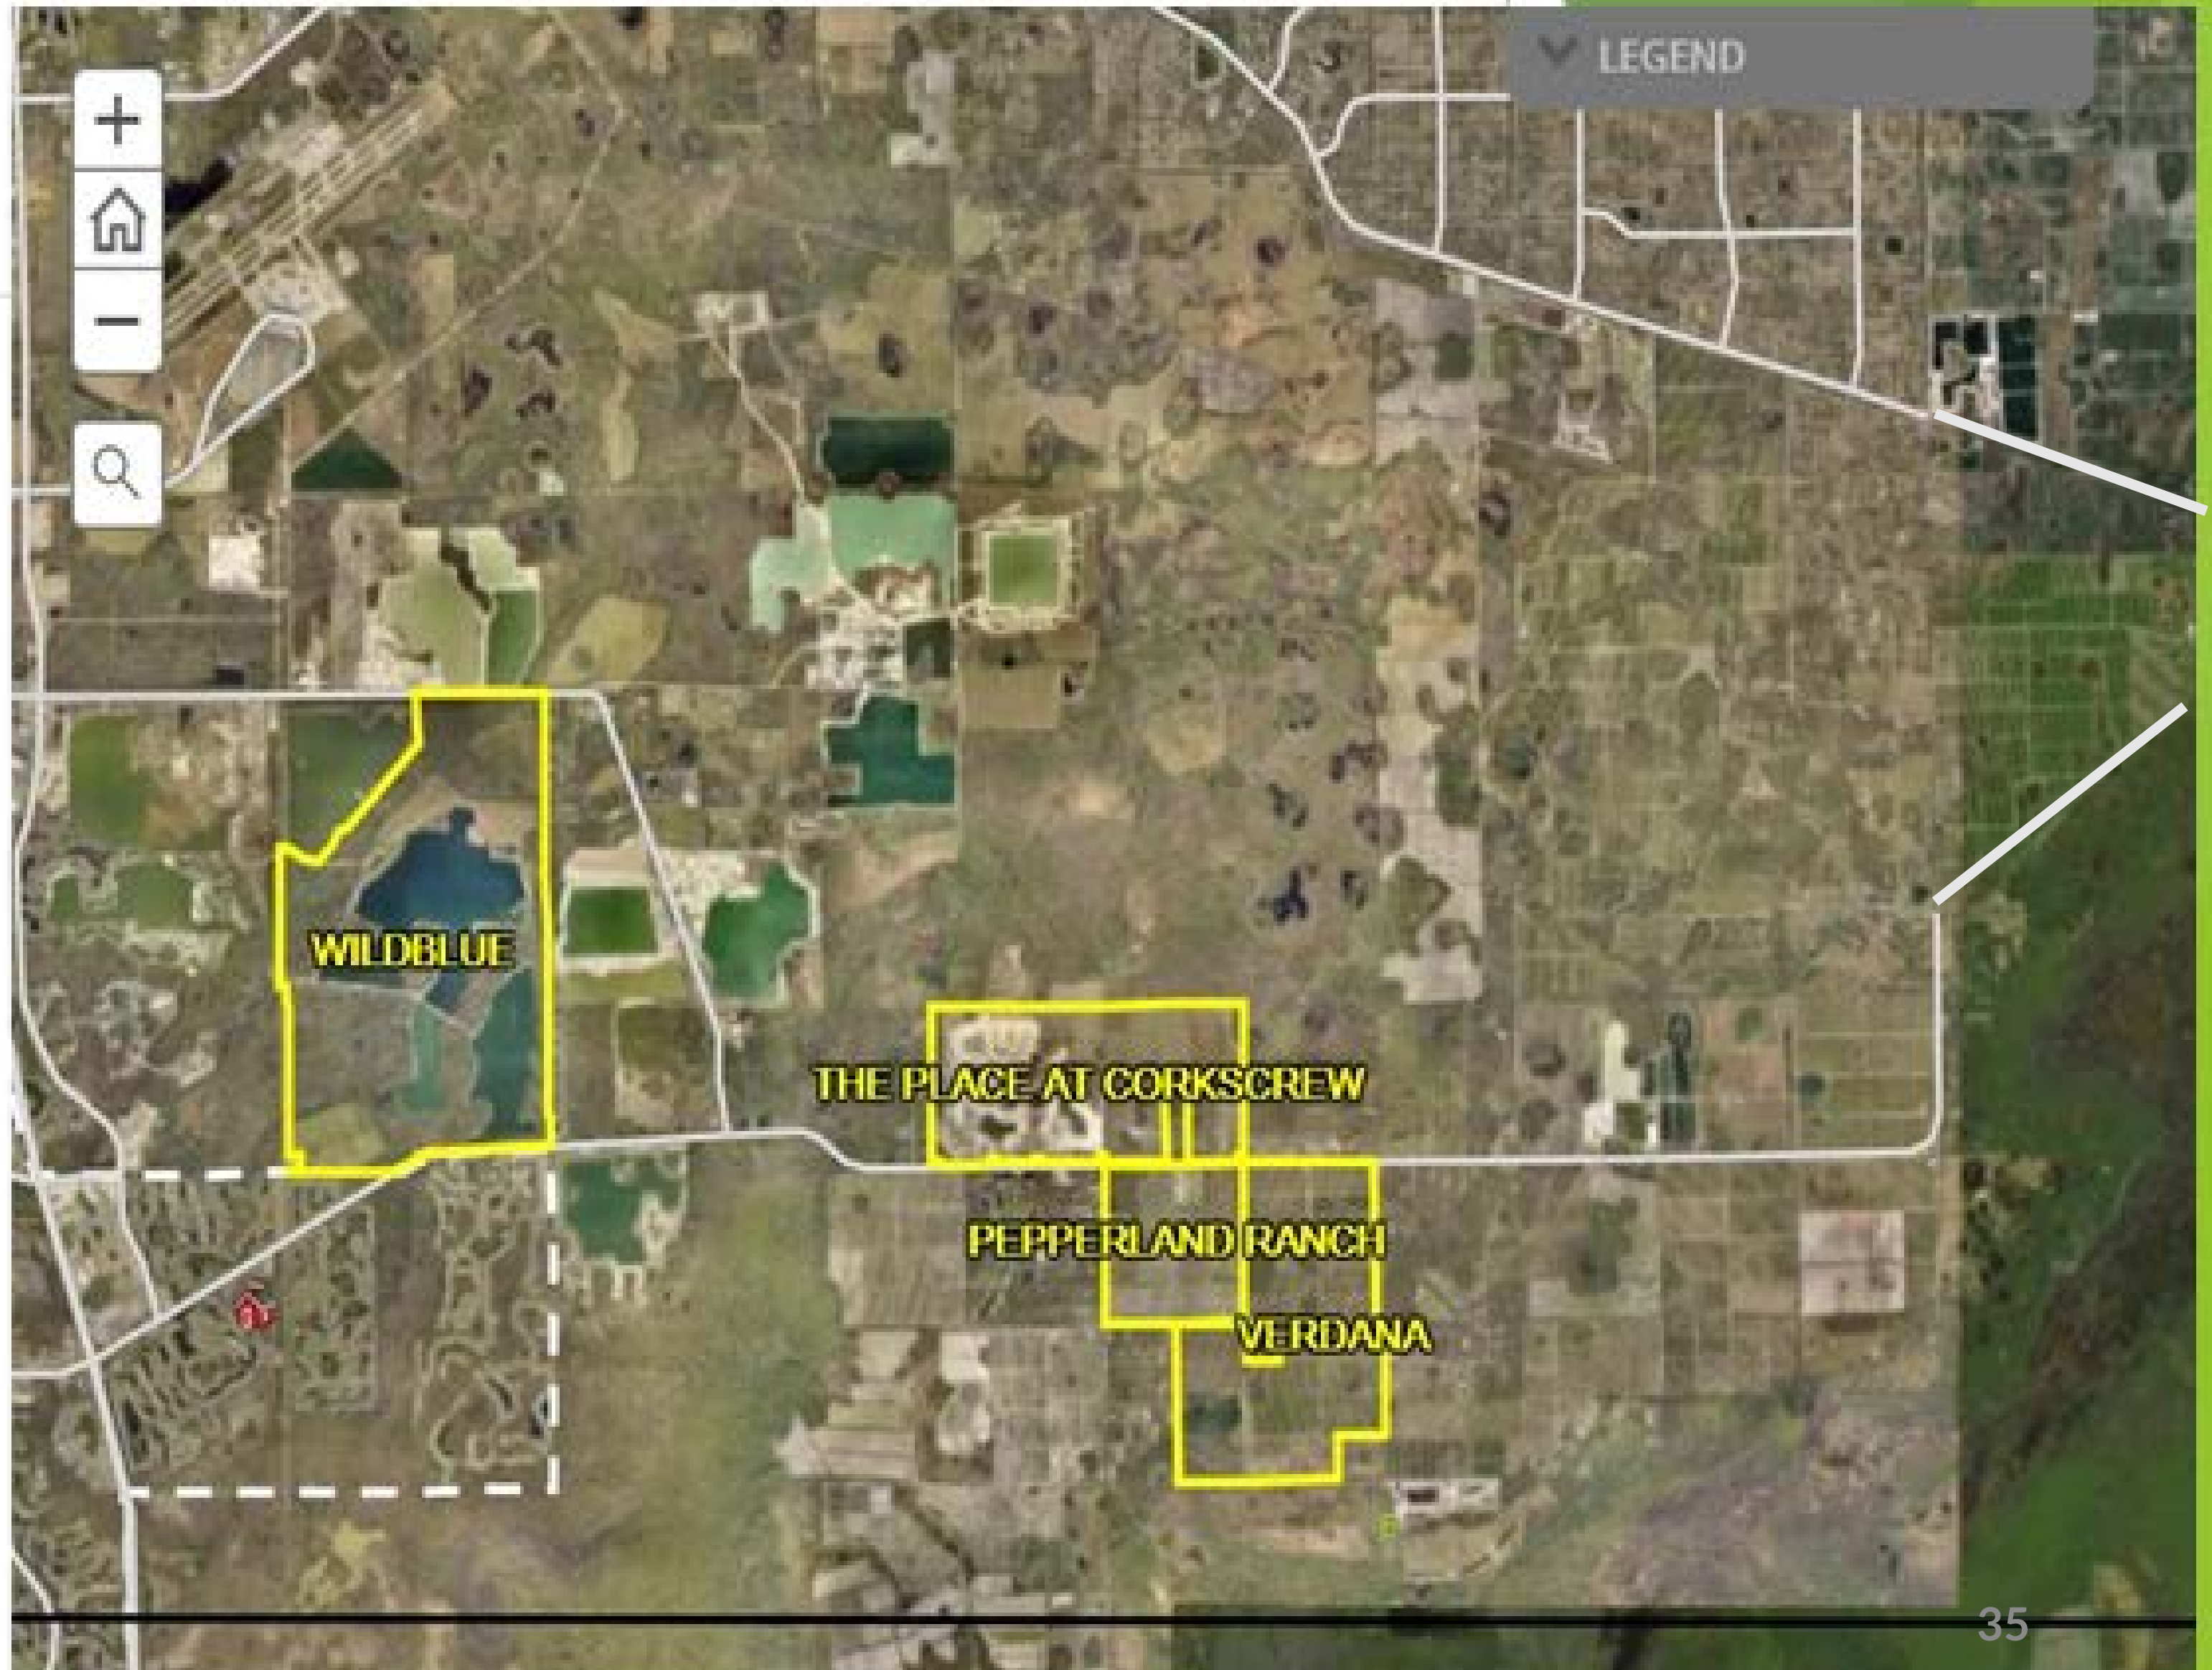 LEGEND
WILDBLUE
THE PLACE AT CORKSCREW
PEPPERLAND RANCH
VERDANA
35